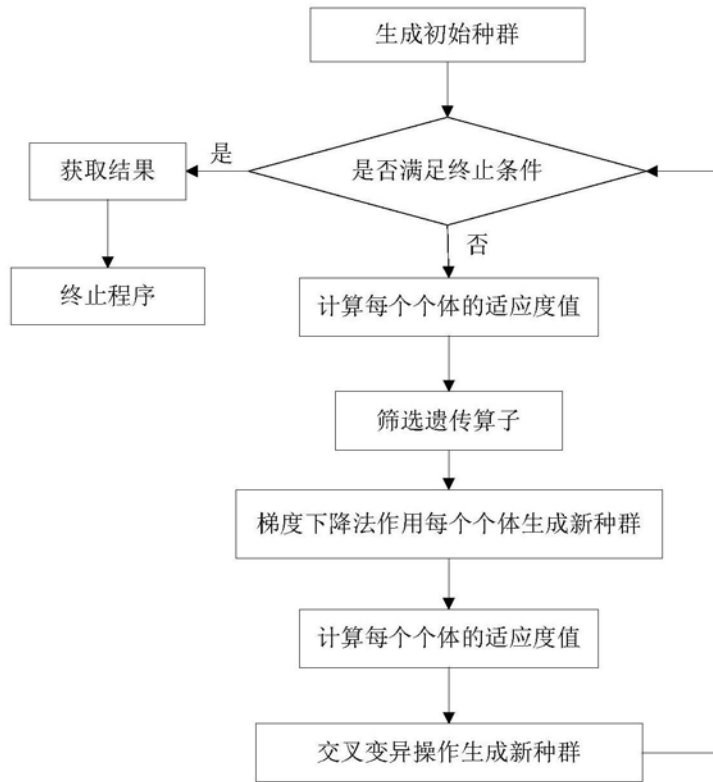 生成初始种群
是否满足终止条件
是
获取结果
终止程序
否
计算每个个体的适应度值
筛选遗传算子
梯度下降法作用每个个体生成新种群
计算每个个体的适应度值
交叉变异操作生成新种群